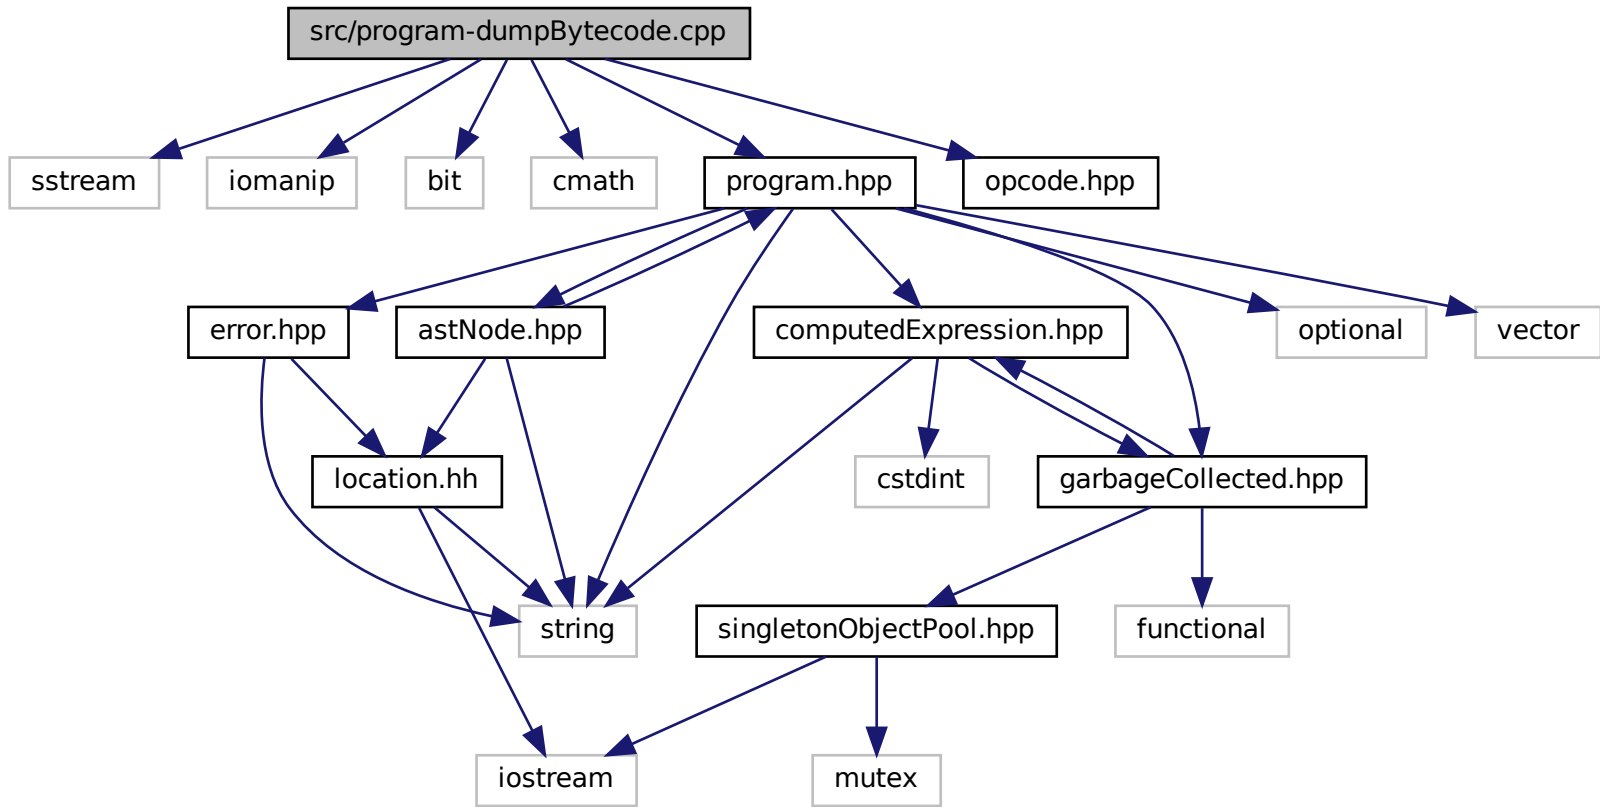 src/program-dumpBytecode.cpp
sstream
iomanip
bit
cmath
program.hpp
opcode.hpp
error.hpp
astNode.hpp
computedExpression.hpp
optional
vector
location.hh
cstdint
garbageCollected.hpp
string
singletonObjectPool.hpp
functional
iostream
mutex